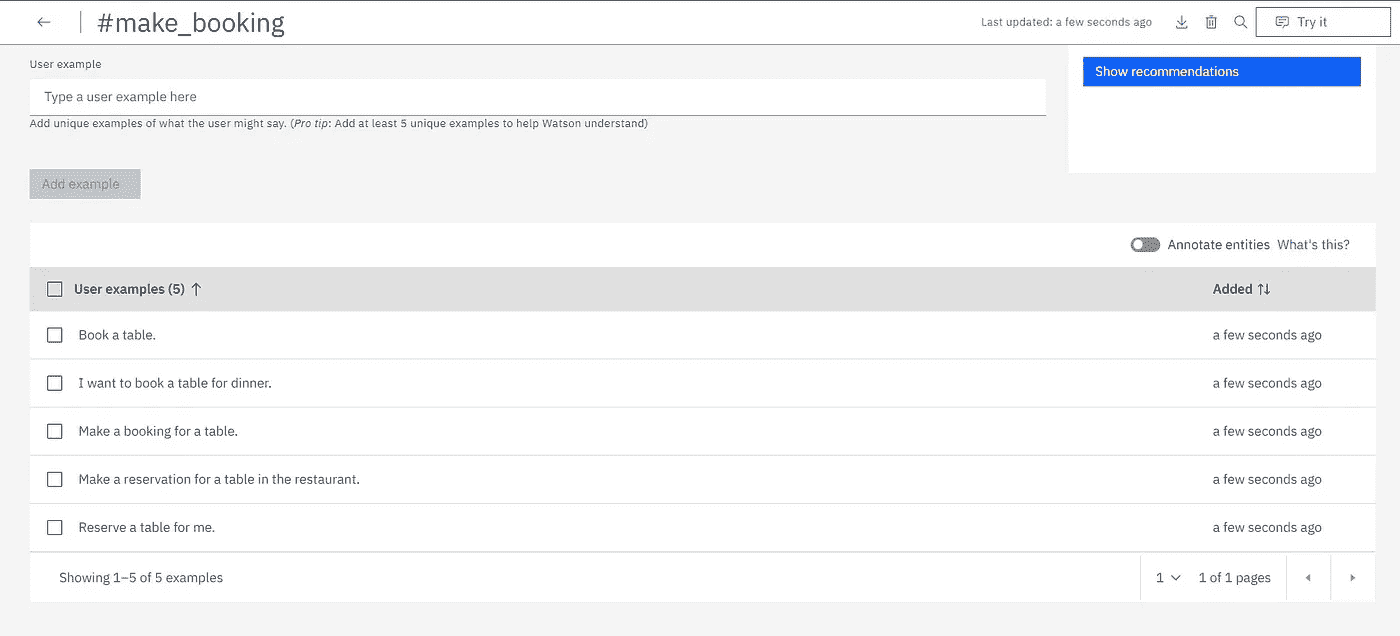 #make_booking
Last updated: a few seconds ago
Try it
User example
Type a user example here
Add unique examples of what the user might say. (Pro tip: Add at least 5 unique examples to help Watson understand)
Show recommendations
Add example
Annotate entities What's this?
User examples (5) ↑ Added ↑↓
Book a table. a few seconds ago
I want to book a table for dinner. a few seconds ago
Make a booking for a table. a few seconds ago
Make a reservation for a table in the restaurant. a few seconds ago
Reserve a table for me. a few seconds ago
Showing 1–5 of 5 examples 1 1 of 1 pages